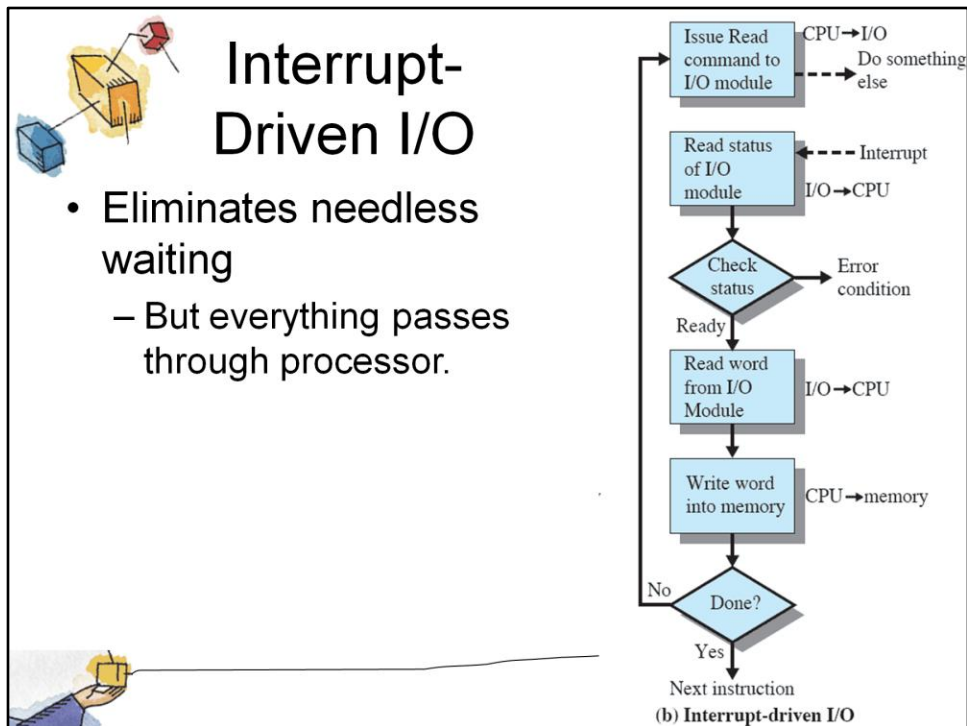 Interrupt-
Driven I/O
• Eliminates needless
waiting
– But everything passes
through processor.
Issue Read
command to
I/O module
CPU→I/O
Do something
else
Read status
of I/O
module
Interrupt
I/O→CPU
Check
status
Error
condition
Ready
Read word
from I/O
Module
I/O→CPU
Write word
into memory
CPU→memory
No
Done?
Yes
Next instruction
(b) Interrupt-driven I/O